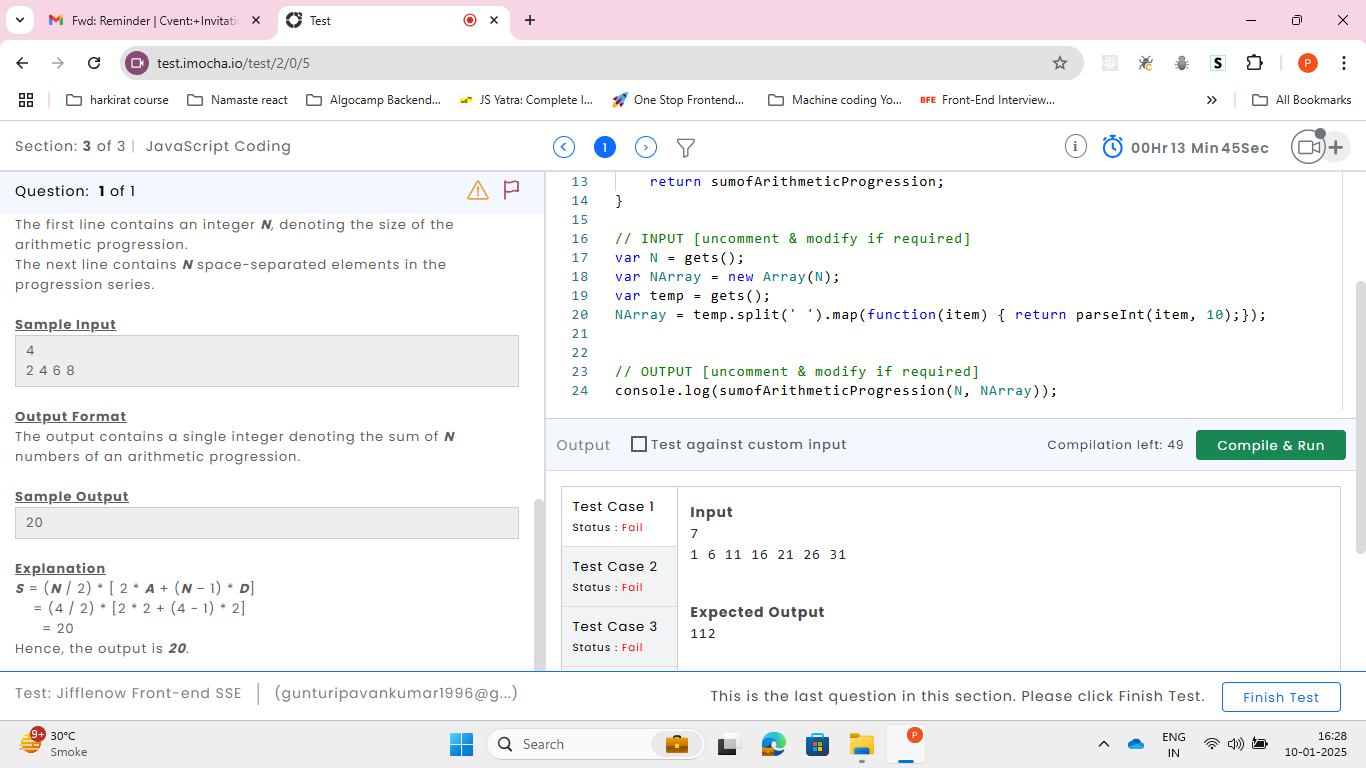 Fwd: Reminder | Cvent:+Invitati
Test
test.imocha.io/test/2/0/5
P
harkirat course
Namaste react
Algocamp Backend...
JS Yatra: Complete I...
One Stop Frontend...
Machine coding Yo...
BFE Front-End Interview...
All Bookmarks
Section: 3 of 3 | JavaScript Coding
1
00Hr 13 Min 45Sec
Question: 1 of 1
The first line contains an integer N, denoting the size of the
arithmetic progression.
The next line contains N space-separated elements in the
progression series.
Sample Input
4
2 4 6 8
Output Format
The output contains a single integer denoting the sum of N
numbers of an arithmetic progression.
Sample Output
20
Explanation
S = (N / 2) * [ 2 * A + (N – 1) * D]
= (4 / 2) * [2 * 2 + (4 - 1) * 2]
= 20
Hence, the output is 20.
13 return sumofArithmeticProgression;
14 }
15
16 // INPUT [uncomment & modify if required]
17 var N = gets();
18 var NArray = new Array(N);
19 var temp = gets();
20 NArray = temp.split(' ').map(function(item) { return parseInt(item, 10);});
21
22
23 // OUTPUT [uncomment & modify if required]
24 console.log(sumofArithmeticProgression(N, NArray));
Output
Test against custom input
Compilation left: 49
Compile & Run
Test Case 1
Status : Fail
Test Case 2
Status : Fail
Test Case 3
Status : Fail
Input
7
1 6 11 16 21 26 31
Expected Output
112
Test: Jifflenow Front-end SSE | (gunturipavankumar1996@g...)
This is the last question in this section. Please click Finish Test.
Finish Test
9+
30°C
Smoke
Search
P
ENG
IN
16:28
10-01-2025